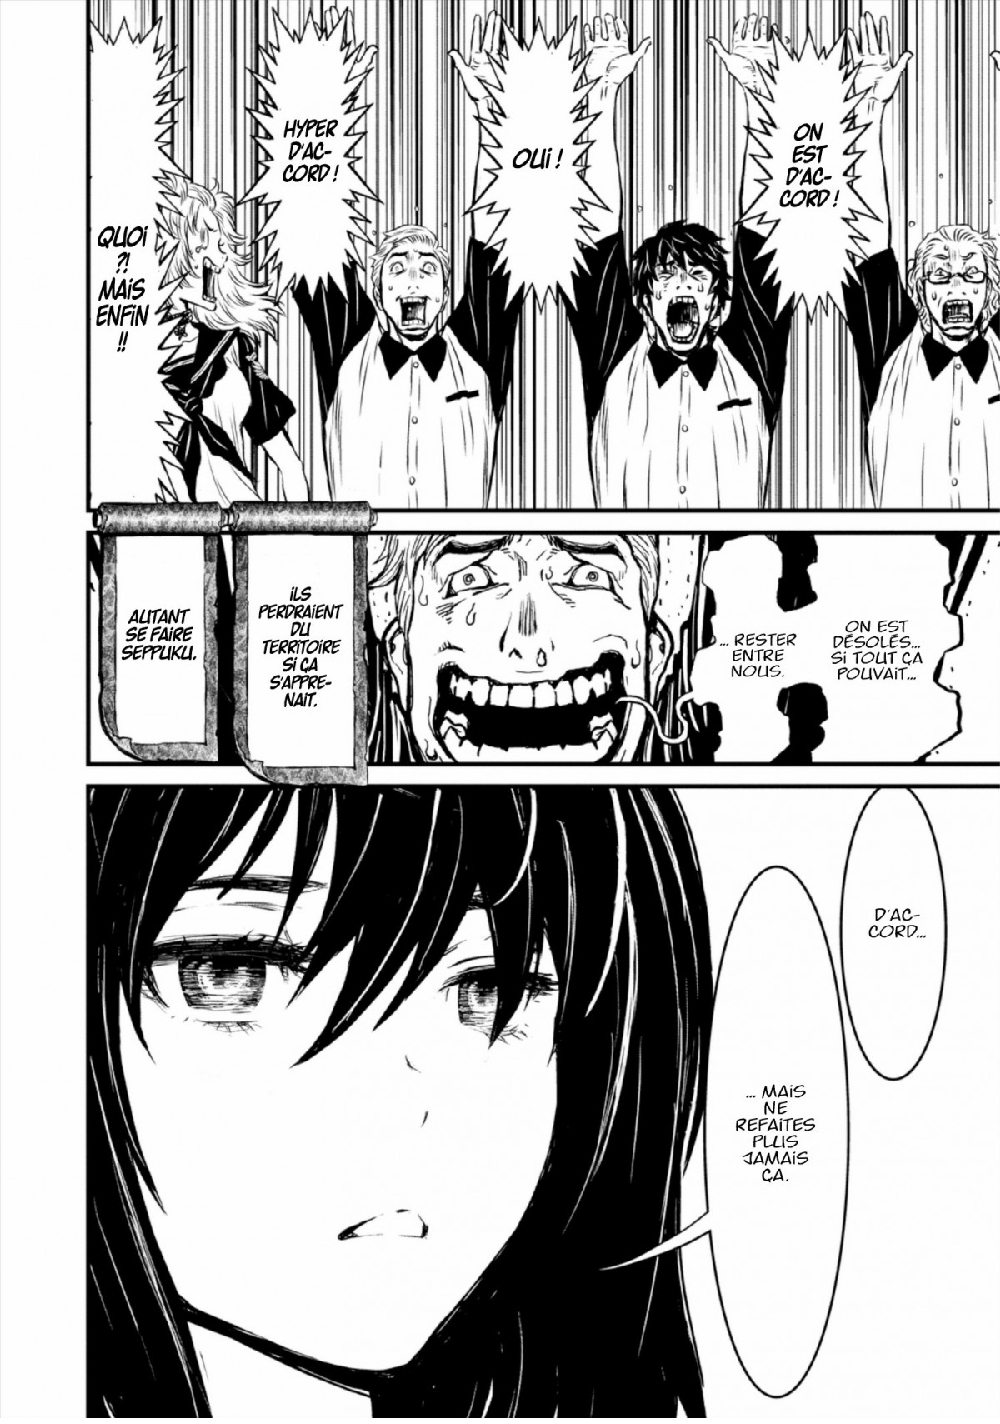 ON
EST
D'AC-
CORD !
OUI !
HYPER
D'AC-
CORD !
QUOI
?!
MAIS
ENFIN
!!
ON EST
DÉSOLÉS...
SI TOUT ÇA
POUVAIT...
... RESTER
ENTRE
NOUS.
ILS
PERDRAIENT
DU
TERRITOIRE
SI ÇA
S'APPRE-
NAIT.
AUTANT
SE FAIRE
SEPPUKU.
D'AC-
CORD...
... MAIS
NE
REFAITES
PLUS
JAMAIS
ÇA.